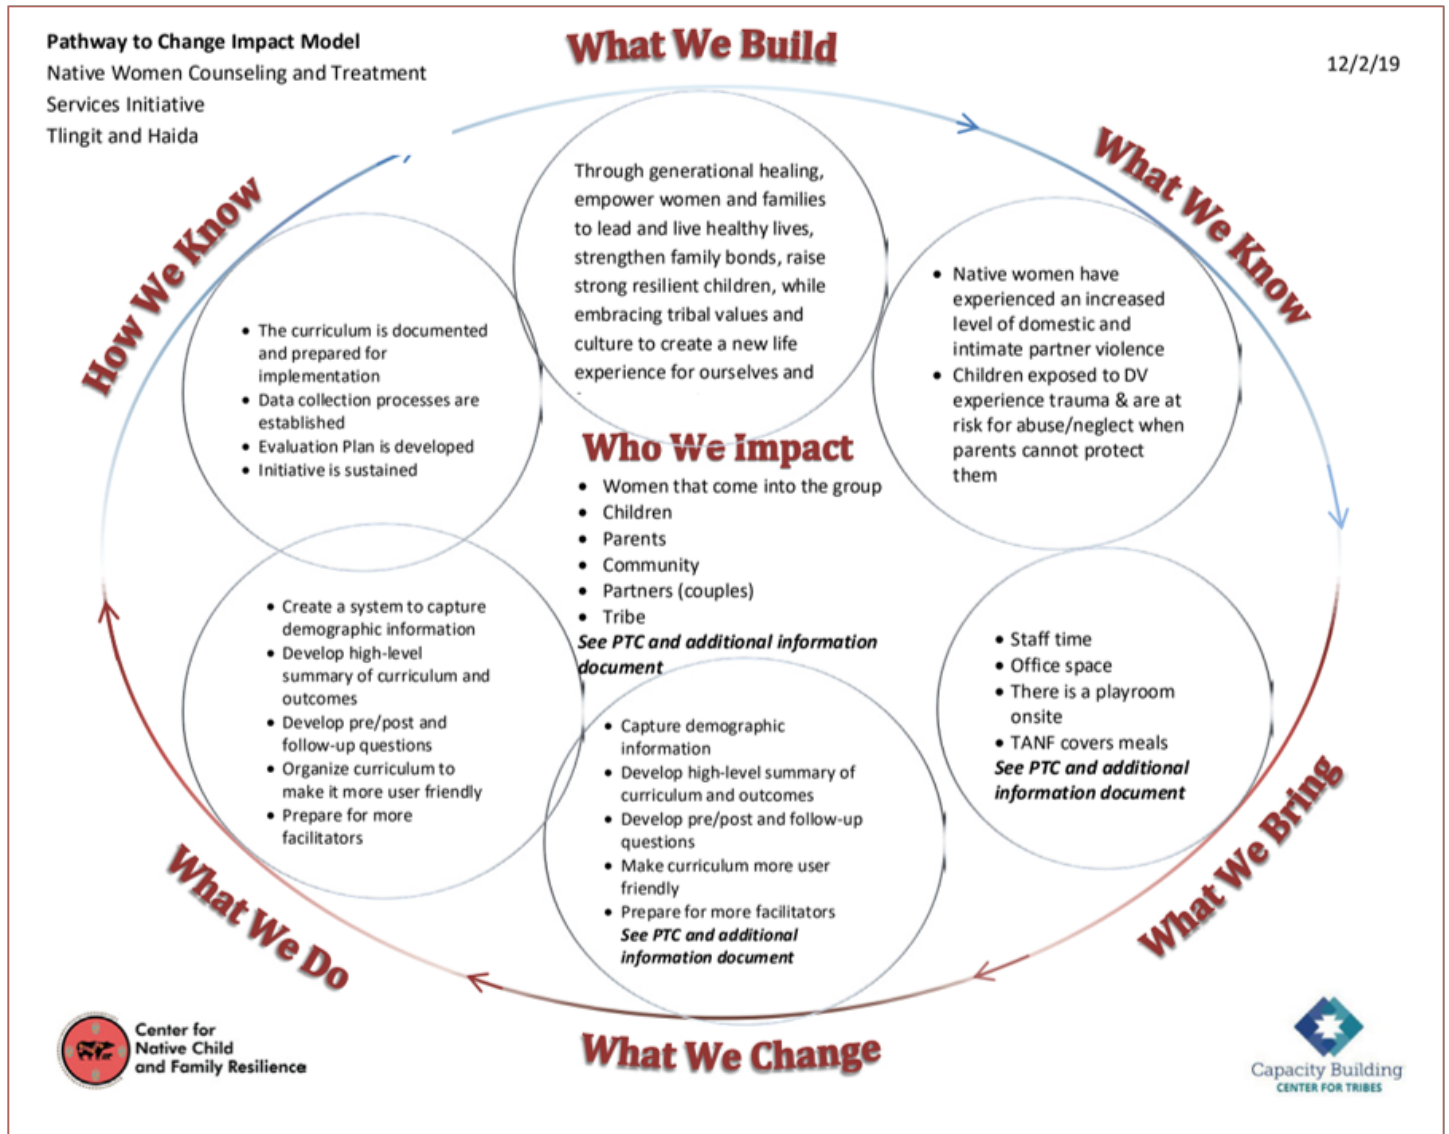 Pathway to Change Impact Model
Native Women Counseling and Treatment
Services Initiative
Tlingit and Haida
12/2/19
What We Build
Through generational healing,
empower women and families
to lead and live healthy lives,
strengthen family bonds, raise
strong resilient children, while
embracing tribal values and
culture to create a new life
experience for ourselves and
What We Know
• Native women have
experienced an increased
level of domestic and
intimate partner violence
• Children exposed to DV
experience trauma & are at
risk for abuse/neglect when
parents cannot protect
them
What We Bring
• Staff time
• Office space
• There is a playroom
onsite
• TANF covers meals
See PTC and additional
information document
What We Change
• Capture demographic
information
• Develop high-level summary of
curriculum and outcomes
• Develop pre/post and follow-up
questions
• Make curriculum more user
friendly
• Prepare for more facilitators
See PTC and additional
information document
What We Do
• Create a system to capture
demographic information
• Develop high-level
summary of curriculum and
outcomes
• Develop pre/post and
follow-up questions
• Organize curriculum to
make it more user friendly
• Prepare for more
facilitators
How We Know
• The curriculum is documented
and prepared for
implementation
• Data collection processes are
established
• Evaluation Plan is developed
• Initiative is sustained
Who We impact
• Women that come into the group
• Children
• Parents
• Community
• Partners (couples)
• Tribe
See PTC and additional information
document
Center for
Native Child
and Family Resilience
Capacity Building
CENTER FOR TRIBES